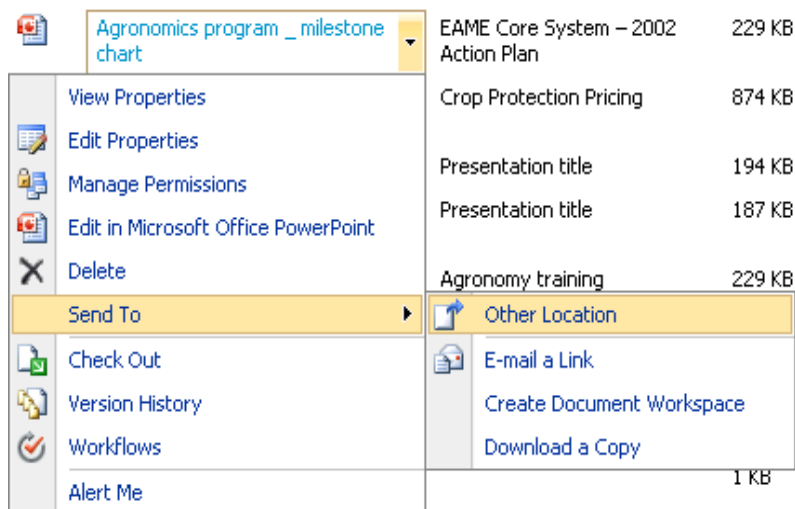 Agronomics program _ milestone
chart
EAME Core System – 2002
Action Plan
229 KB
View Properties
Crop Protection Pricing
874 KB
Edit Properties
Presentation title
194 KB
Manage Permissions
Presentation title
187 KB
Edit in Microsoft Office PowerPoint
Delete
Agronomy training
229 KB
Send To
Other Location
Check Out
E-mail a Link
Version History
Create Document Workspace
Workflows
Download a Copy
1 KB
Alert Me